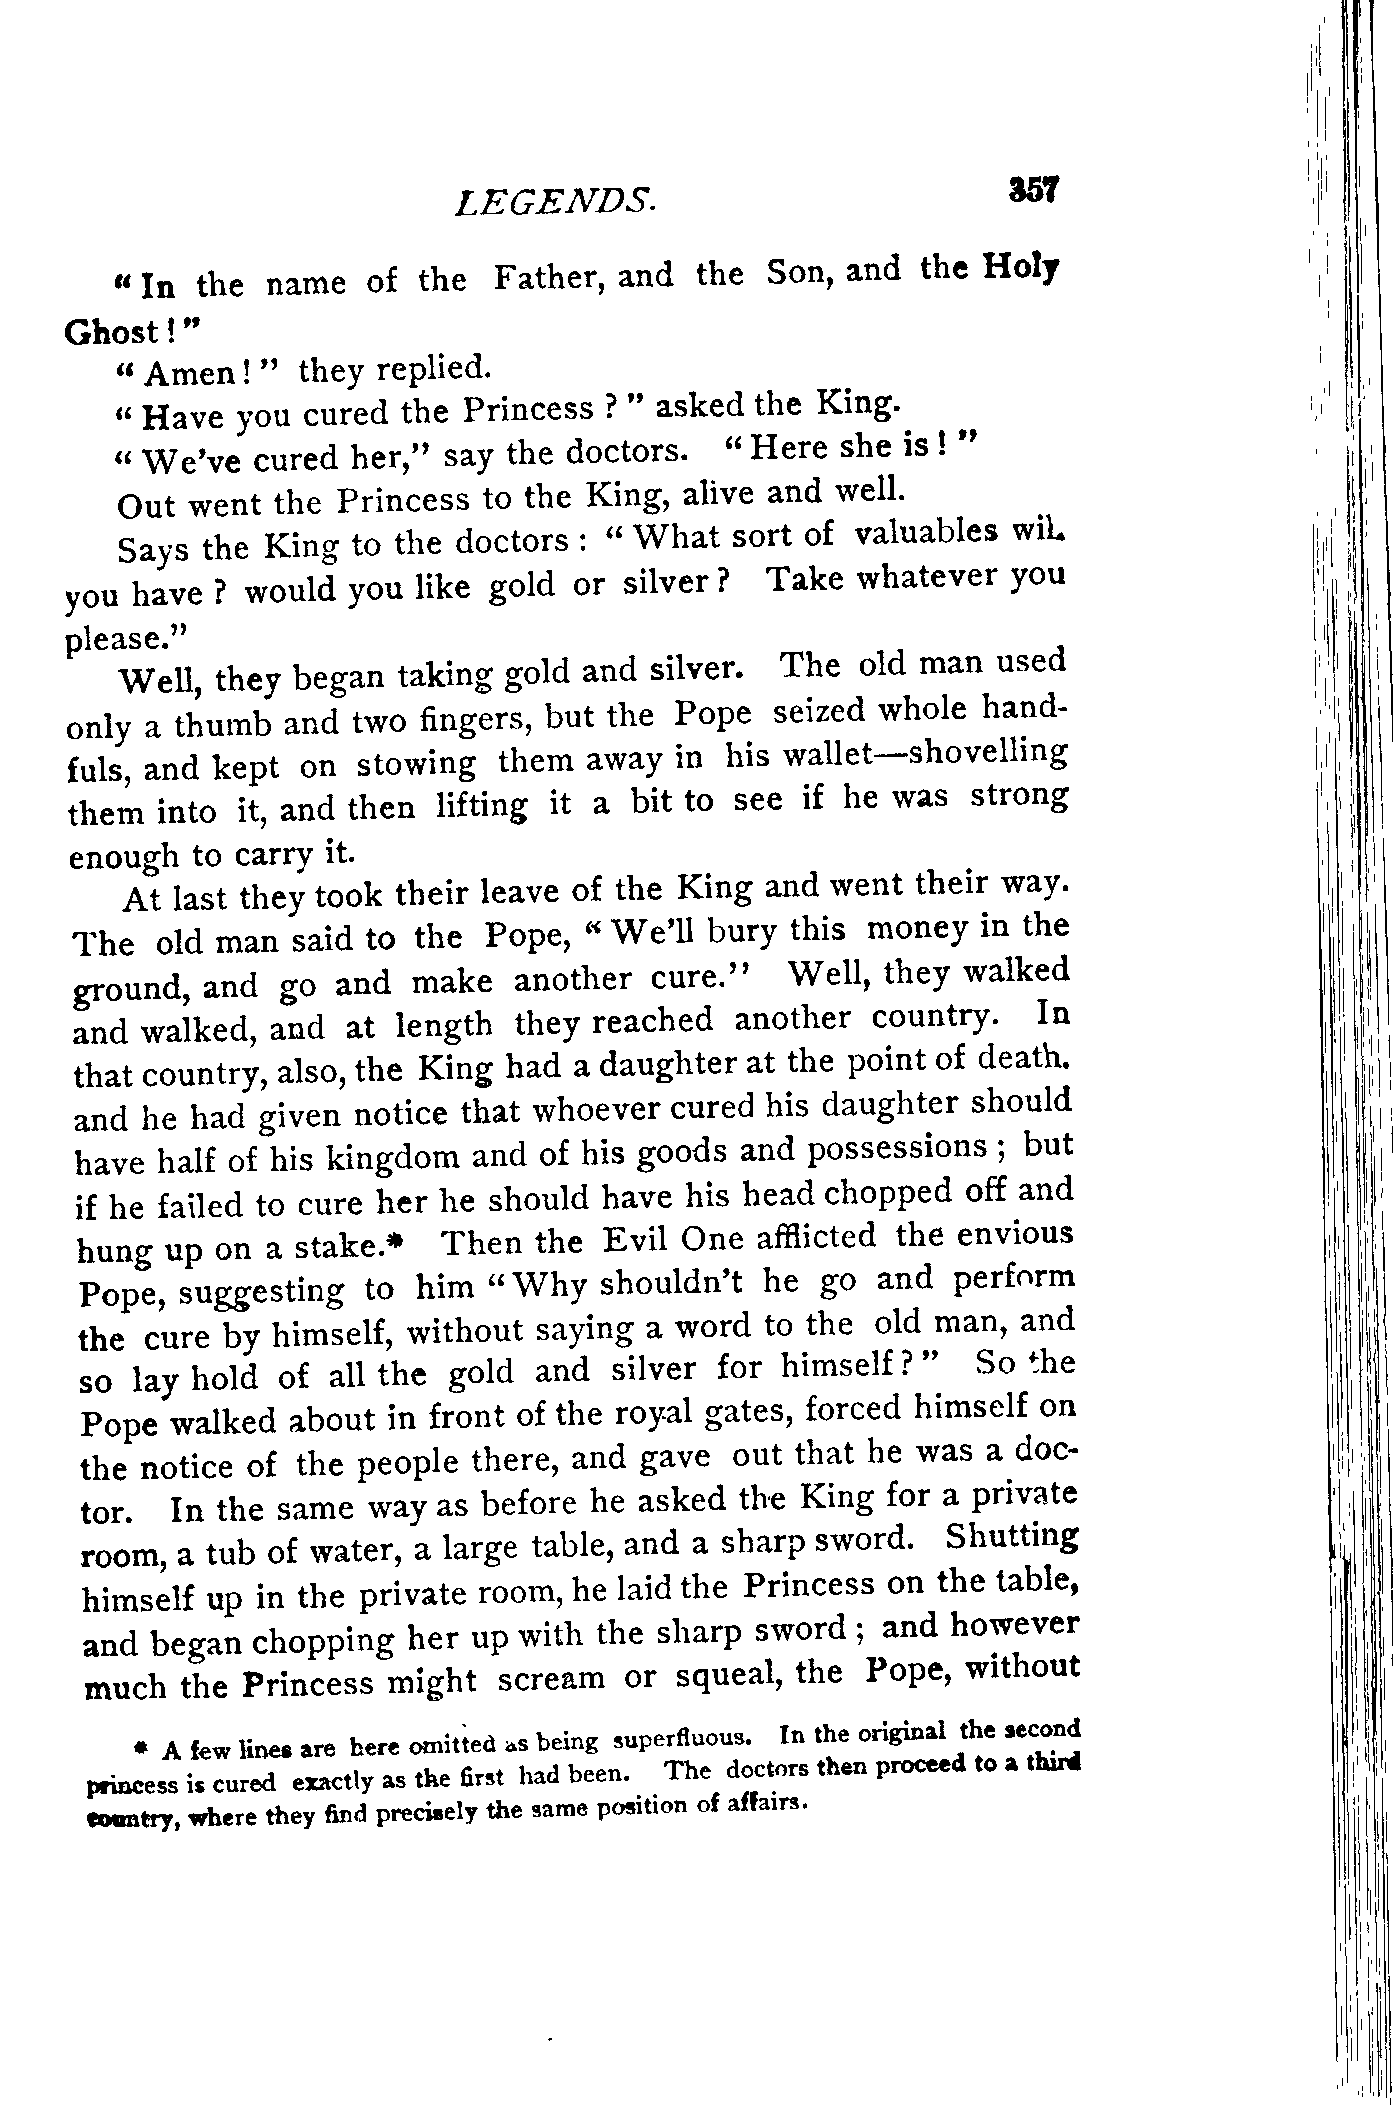 LEGENDS. 357
“ In the name of the Father, and the Son, and the Holy
Ghost ! ”
“ Amen ! ” they replied.
“ Have you cured the Princess ? ” asked the King.
“ We’ve cured her,” say the doctors. “ Here she is ! ”
Out went the Princess to the King, alive and well.
Says the King to the doctors : “ What sort of valuables will
you have ? would you like gold or silver ? Take whatever you
please.”
Well, they began taking gold and silver. The old man used
only a thumb and two fingers, but the Pope seized whole hand-
fuls, and kept on stowing them away in his wallet—shovelling
them into it, and then lifting it a bit to see if he was strong
enough to carry it.
At last they took their leave of the King and went their way.
The old man said to the Pope, “ We’ll bury this money in the
ground, and go and make another cure.” Well, they walked
and walked, and at length they reached another country. In
that country, also, the King had a daughter at the point of death.
and he had given notice that whoever cured his daughter should
have half of his kingdom and of his goods and possessions ; but
if he failed to cure her he should have his head chopped off and
hung up on a stake.* Then the Evil One afflicted the envious
Pope, suggesting to him “ Why shouldn’t he go and perform
the cure by himself, without saying a word to the old man, and
so lay hold of all the gold and silver for himself ? ” So the
Pope walked about in front of the royal gates, forced himself on
the notice of the people there, and gave out that he was a doc-
tor. In the same way as before he asked the King for a private
room, a tub of water, a large table, and a sharp sword. Shutting
himself up in the private room, he laid the Princess on the table,
and began chopping her up with the sharp sword ; and however
much the Princess might scream or squeal, the Pope, without
* A few lines are here omitted as being superfluous. In the original the second
princess is cured exactly as the first had been. The doctors then proceed to a third
country, where they find precisely the same position of affairs.